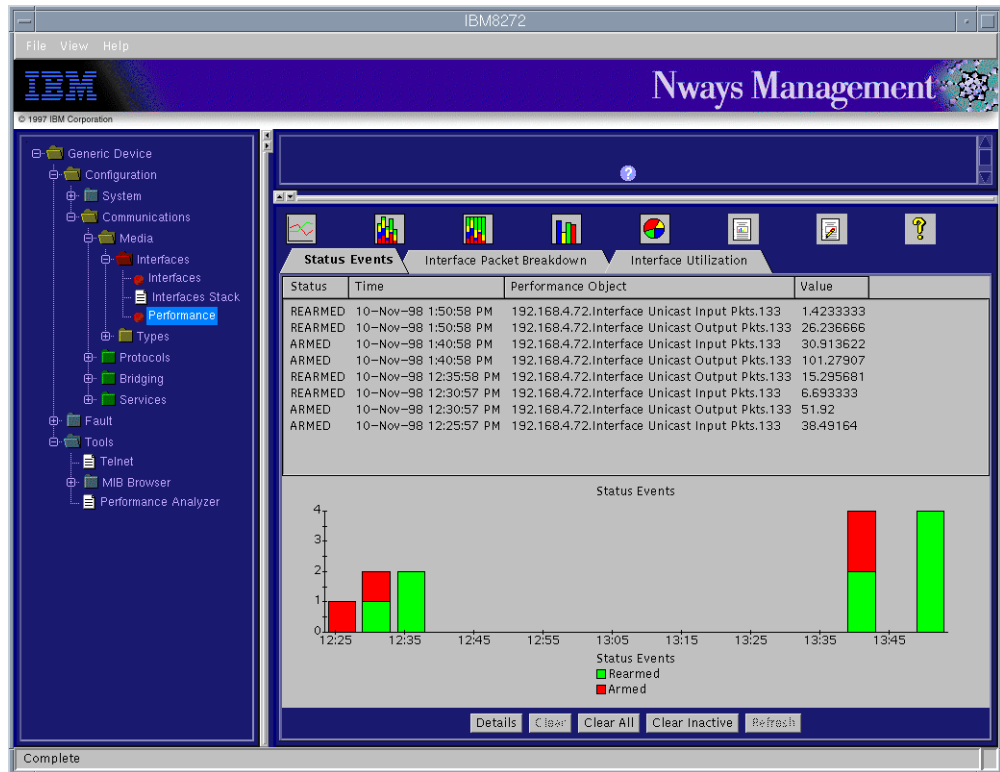 IBM8272
File View Help
IBM
Nways Management
© 1997 IBM Corporation
Generic Device
Configuration
System
Communications
Media
Interfaces
Interfaces
Interfaces Stack
Performance
Types
Protocols
Bridging
Services
Fault
Tools
Telnet
MIB Browser
Performance Analyzer
?
?
Status Events Interface Packet Breakdown Interface Utilization
Status Time Performance Object Value
REARMED 10-Nov-98 1:50:58 PM 192.168.4.72.Interface Unicast Input Pkts.133 1.4233333
REARMED 10-Nov-98 1:50:58 PM 192.168.4.72.Interface Unicast Output Pkts.133 26.236666
ARMED 10-Nov-98 1:40:58 PM 192.168.4.72.Interface Unicast Input Pkts.133 30.913622
ARMED 10-Nov-98 1:40:58 PM 192.168.4.72.Interface Unicast Output Pkts.133 101.27907
REARMED 10-Nov-98 12:35:58 PM 192.168.4.72.Interface Unicast Output Pkts.133 15.295681
REARMED 10-Nov-98 12:30:57 PM 192.168.4.72.Interface Unicast Input Pkts.133 6.693333
ARMED 10-Nov-98 12:30:57 PM 192.168.4.72.Interface Unicast Output Pkts.133 51.92
ARMED 10-Nov-98 12:25:57 PM 192.168.4.72.Interface Unicast Input Pkts.133 38.49164
Status Events
4
3
2
1
0
12:25 12:35 12:45 12:55 13:05 13:15 13:25 13:35 13:45
Status Events
Rearmed
Armed
Details Clear Clear All Clear Inactive Refresh
Complete